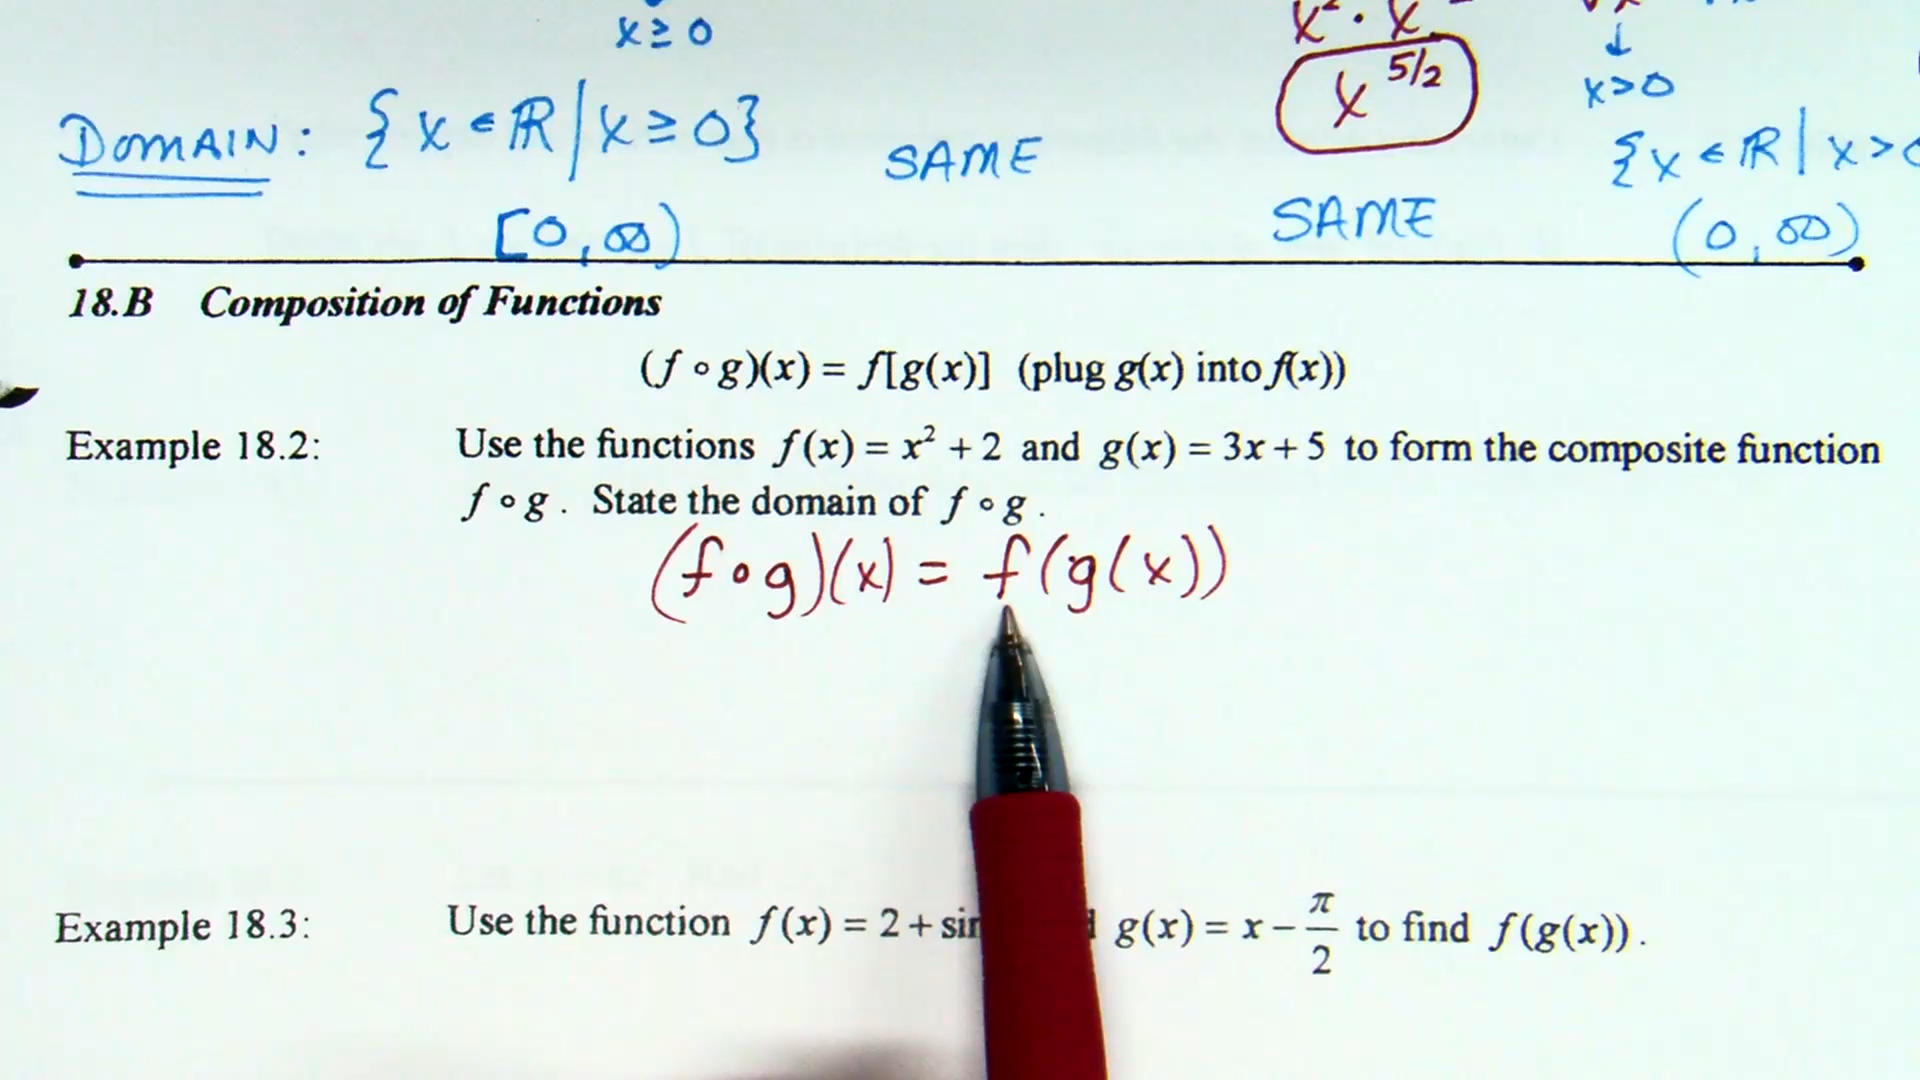 x ≥ 0
x² · x
↓
x > 0
x^5/2
DOMAIN: {x ∈ ℝ | x ≥ 0}
SAME
{x ∈ ℝ | x >
[0, ∞)
SAME
(0, ∞)
18.B Composition of Functions
(f ∘ g)(x) = f[g(x)] (plug g(x) into f(x))
Example 18.2: Use the functions f(x) = x² + 2 and g(x) = 3x + 5 to form the composite function
f ∘ g . State the domain of f ∘ g .
(f ∘ g)(x) = f(g(x))
Example 18.3: Use the function f(x) = 2 + g(x) = x − π/2 to find f(g(x)) .